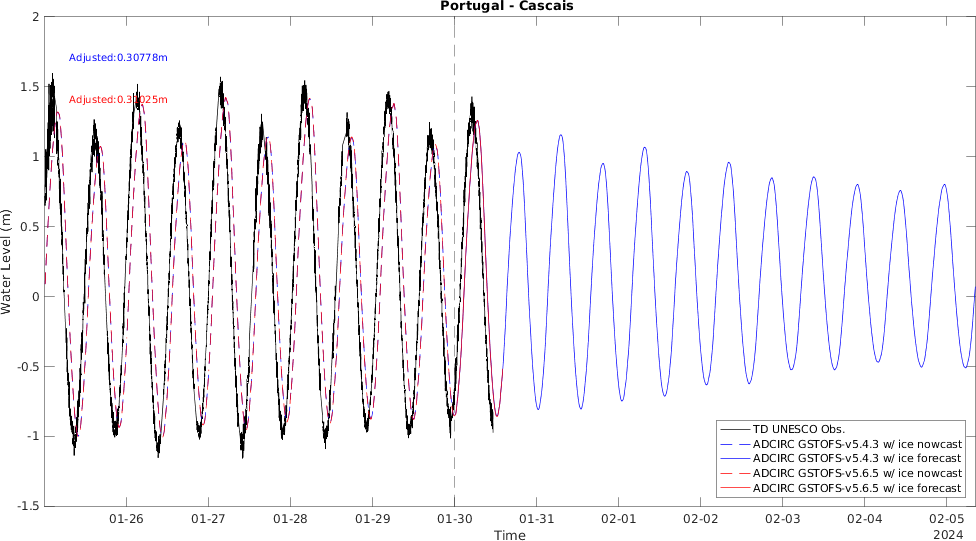 Portugal - Cascais
2
1.5
1
0.5
0
-0.5
-1
-1.5
Water Level (m)
Adjusted:0.30778m
01-26
01-27
01-28
01-29
01-30
01-31
02-01
02-02
02-03
02-04
02-05
2024
Time
TD UNESCO Obs.
ADCIRC GSTOFS-v5.4.3 w/ ice nowcast
ADCIRC GSTOFS-v5.4.3 w/ ice forecast
ADCIRC GSTOFS-v5.6.5 w/ ice nowcast
ADCIRC GSTOFS-v5.6.5 w/ ice forecast